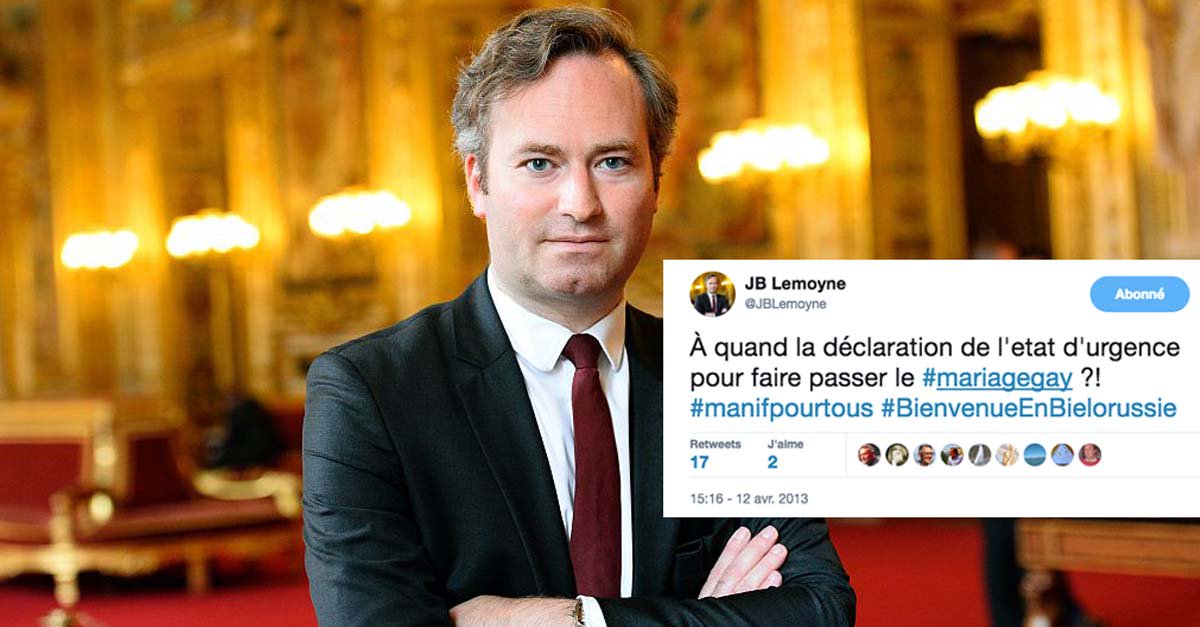 JB Lemoyne
@JBLemoyne
Abonné
À quand la déclaration de l'etat d'urgence
pour faire passer le #mariagegay ?!
#manifpourtous #BienvenueEnBielorussie
Retweets J'aime
17 2
15:16 - 12 avr. 2013